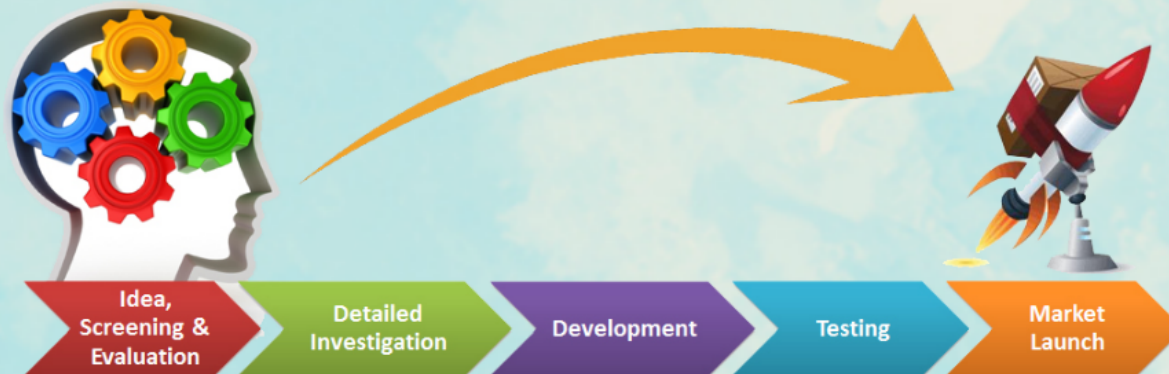 Idea,
Screening &
Evaluation
Detailed
Investigation
Development
Testing
Market
Launch